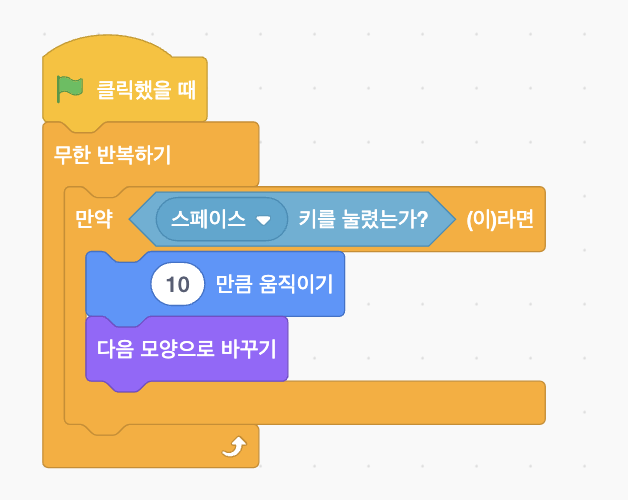 클릭했을 때
무한 반복하기
만약 스페이스 키를 눌렸는가? (이)라면
10 만큼 움직이기
다음 모양으로 바꾸기